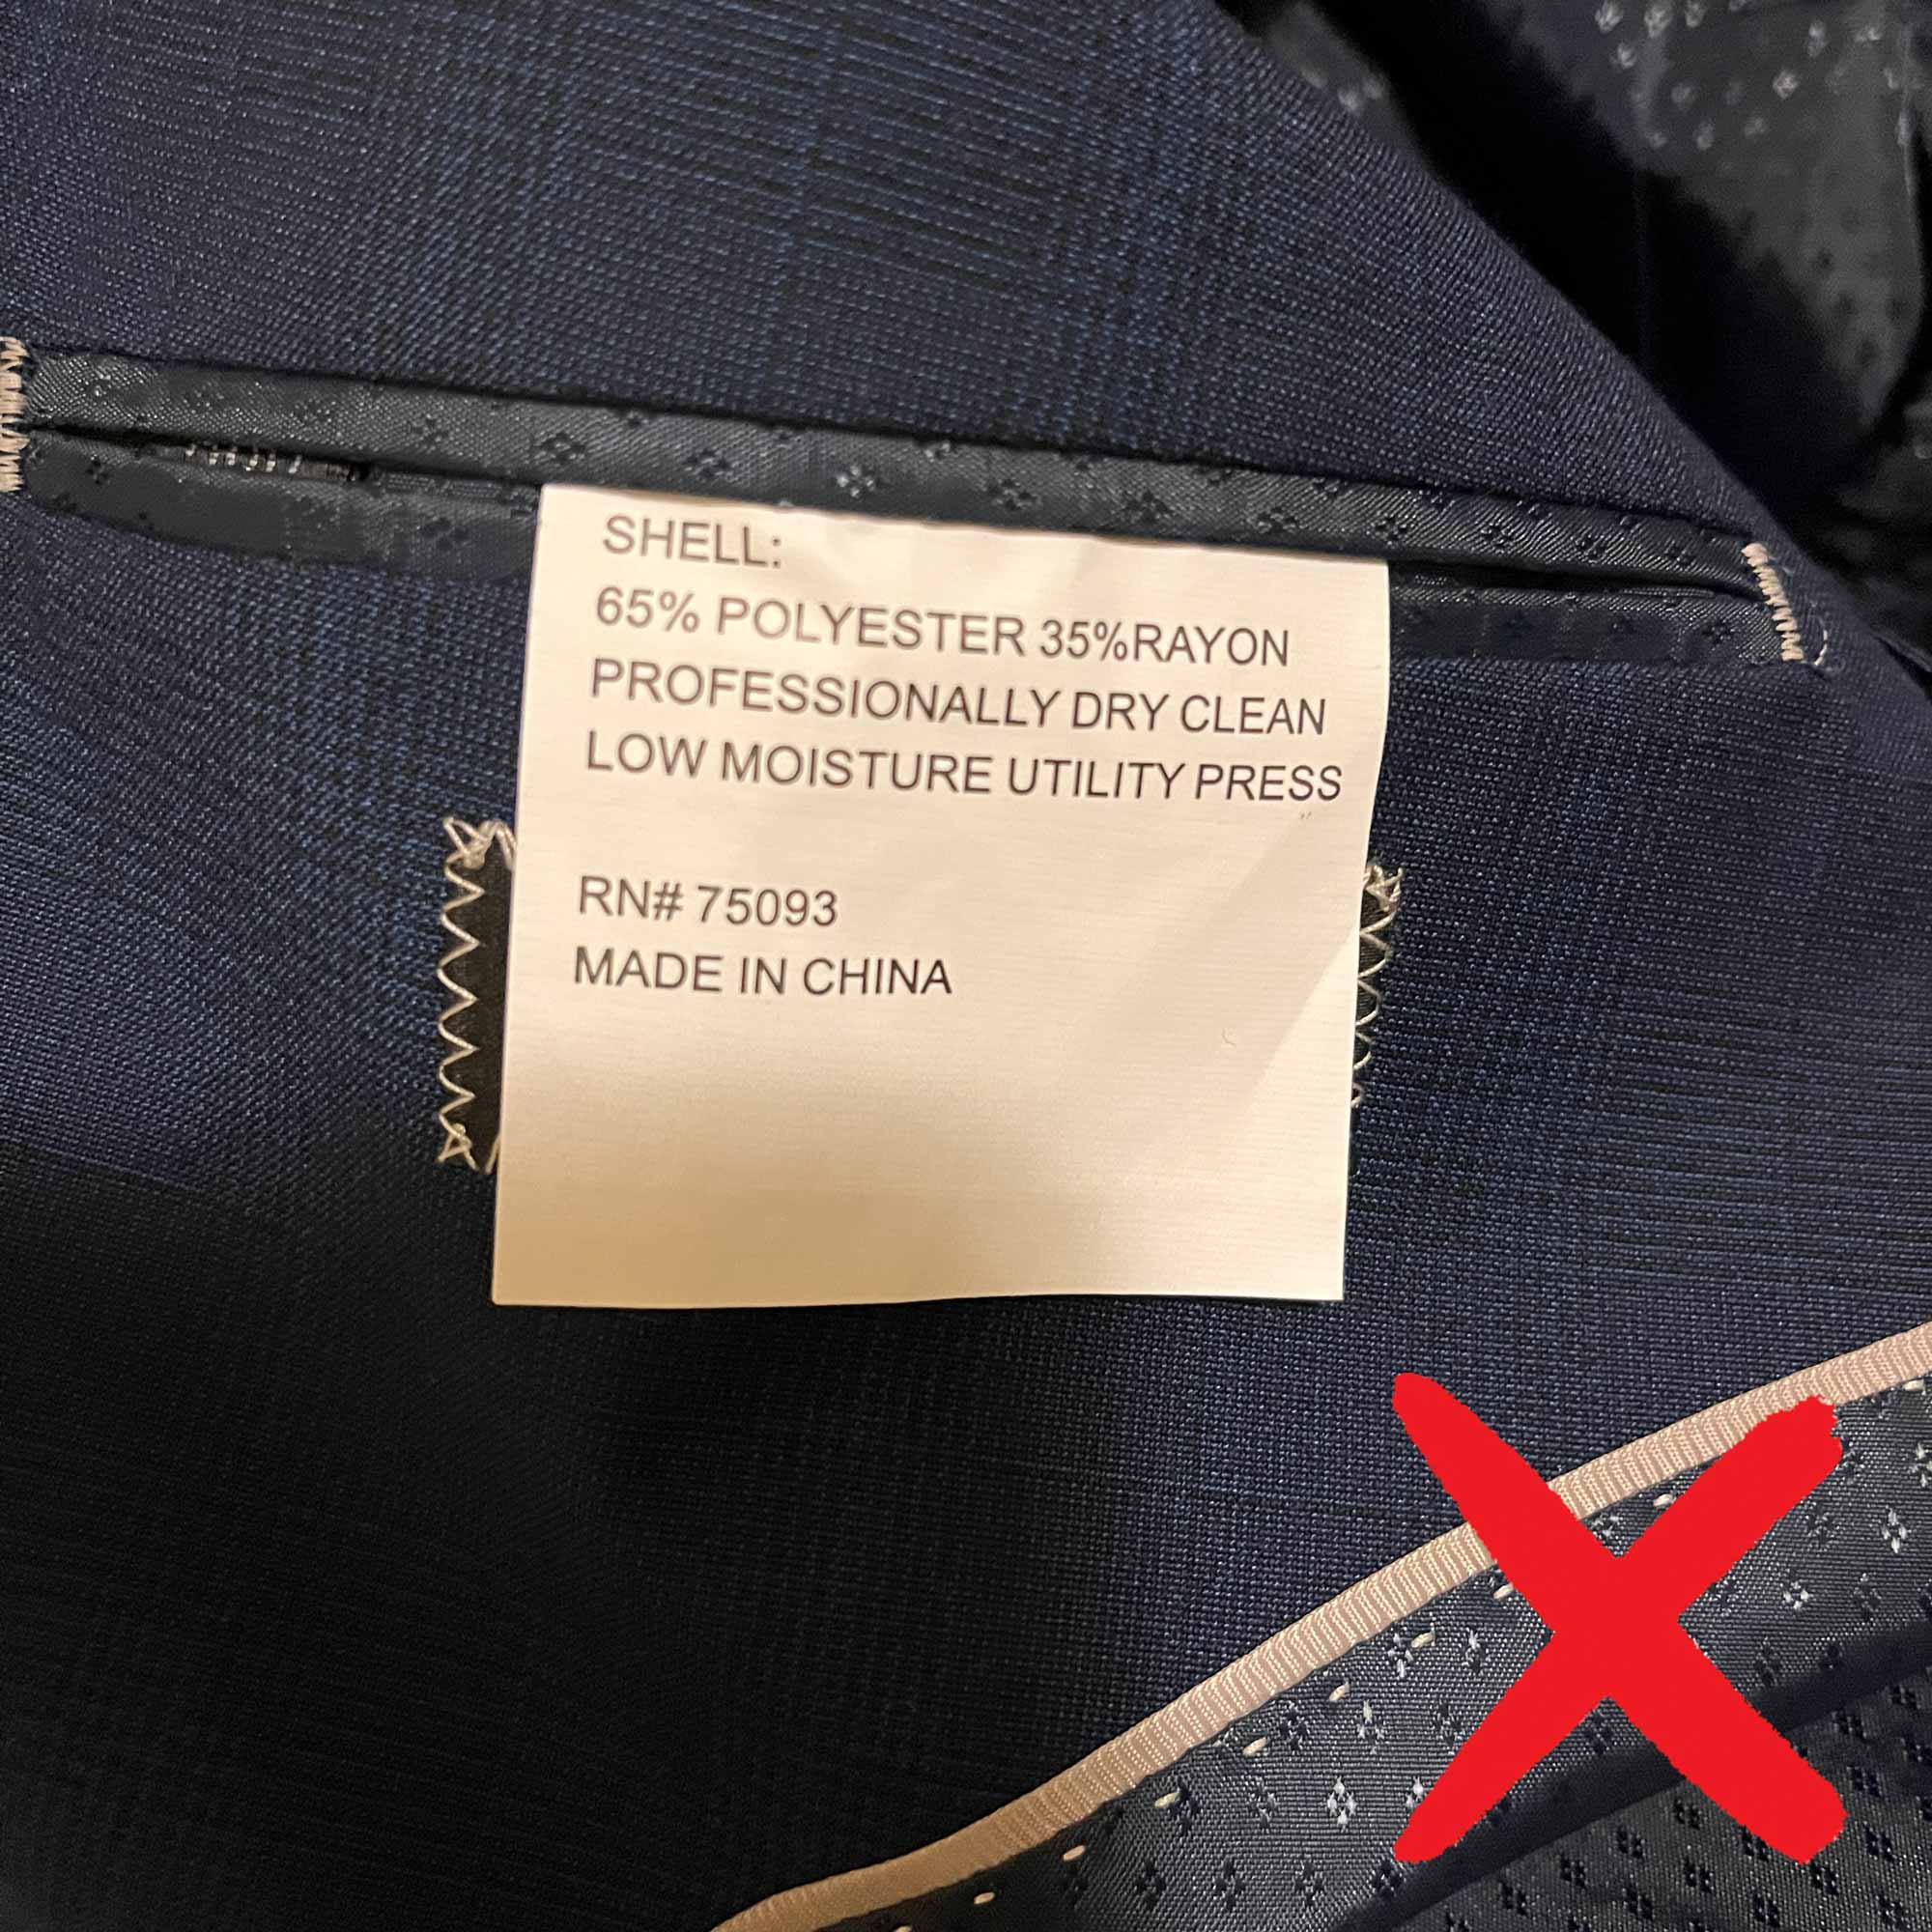 SHELL:
65% POLYESTER 35%RAYON
PROFESSIONALLY DRY CLEAN
LOW MOISTURE UTILITY PRESS
RN# 75093
MADE IN CHINA